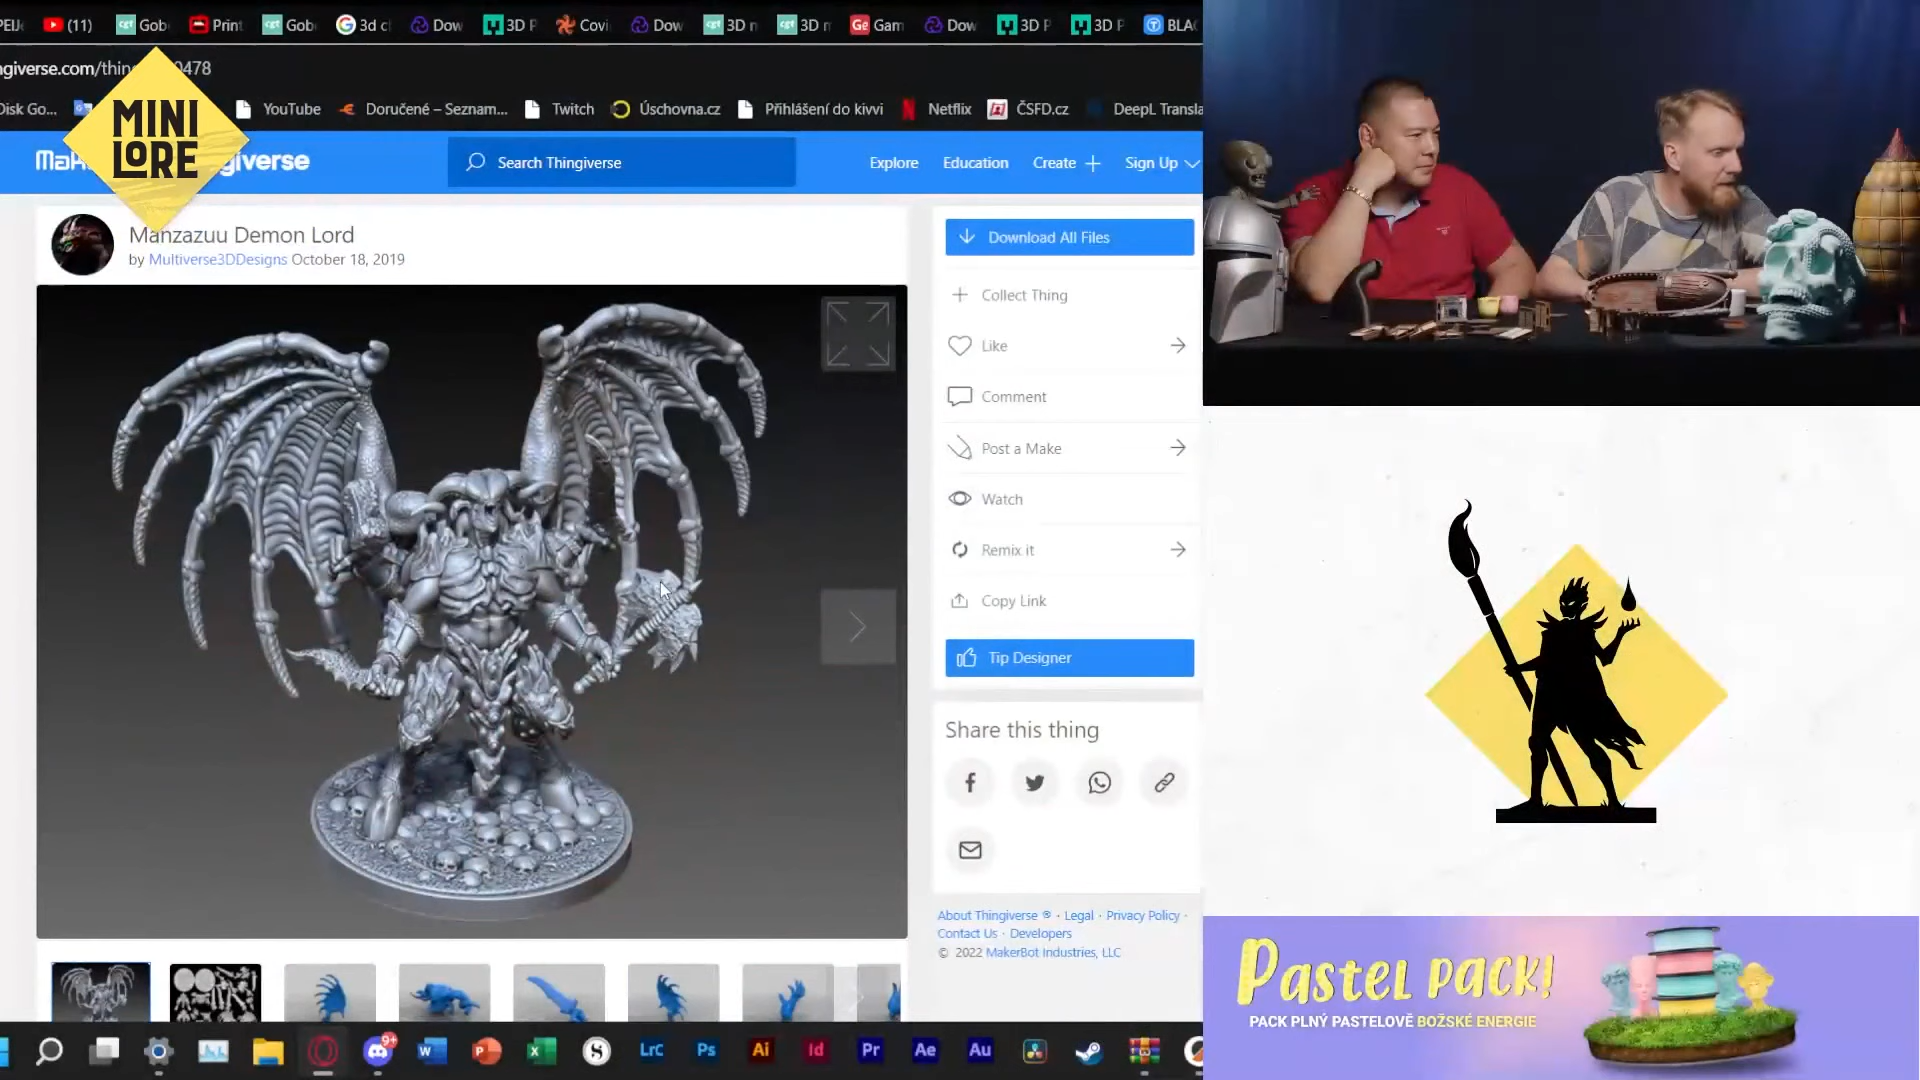 (11)
Gob
Print
Gob
3d c
Dow
3D P
Covi
Dow
3D n
3D m
Gam
Dow
3D P
3D P
BLA
ngiverse.com/thin
0478
Disk Go...
YouTube
Doručené – Seznam...
Twitch
Úschovna.cz
Přihlášení do kivvi
Netflix
ČSFD.cz
DeepL Transla
MINI
LORE
Ma
giverse
Search Thingiverse
Explore
Education
Create
Sign Up
Manzazuu Demon Lord
by Multiverse3DDesigns October 18, 2019
Download All Files
Collect Thing
Like
Comment
Post a Make
Watch
Remix it
Copy Link
Tip Designer
Share this thing
About Thingiverse ® · Legal · Privacy Policy ·
Contact Us · Developers
© 2022 MakerBot Industries, LLC
9+
LrC
Ps
Ai
Id
Pr
Ae
Au
Pastel pack!
PACK PLNÝ PASTELOVĚ BOŽSKÉ ENERGIE